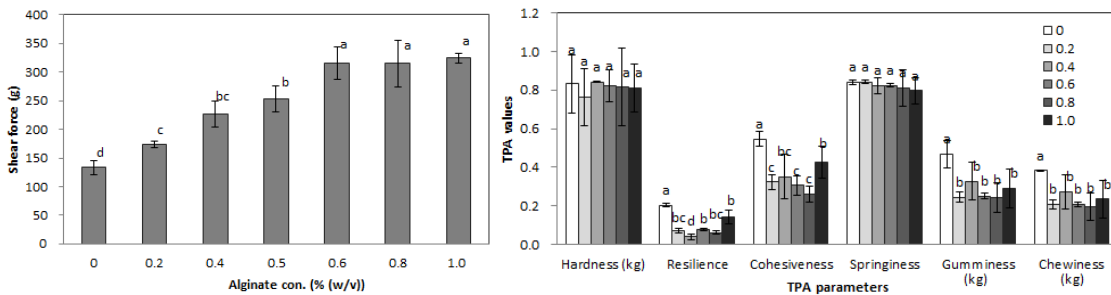 400
350
300
250
200
150
100
50
0
Shear force (g)
d
c
bc
b
a
a
a
0
0.2
0.4
0.5
0.6
0.8
1.0
Alginate con. (% (w/v))
1.2
1.0
0.8
0.6
0.4
0.2
0.0
TPA values
a a a a a a
a bc d b bc b
a c bc c c b
a a a a a a
a b b b b b
a b a b b b
0
0.2
0.4
0.6
0.8
1.0
Hardness (kg)
Resilience
Cohesiveness
Springiness
Gumminess (kg)
Chewiness (kg)
TPA parameters